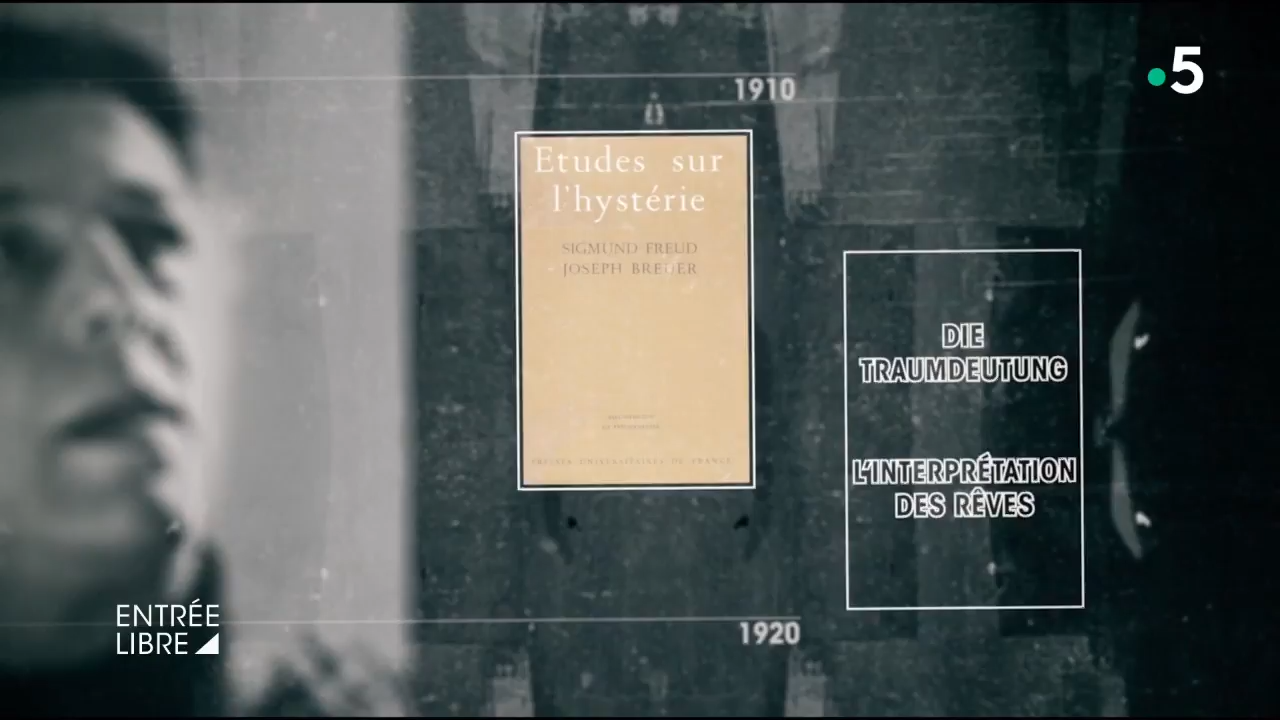 1910
5
Etudes sur
l'hystérie
SIGMUND FREUD
JOSEPH BREUER
PRESSES UNIVERSITAIRES DE FRANCE
DIE
TRAUMDEUTUNG
L'INTERPRÉTATION
DES RÊVES
ENTRÉE
LIBRE
1920